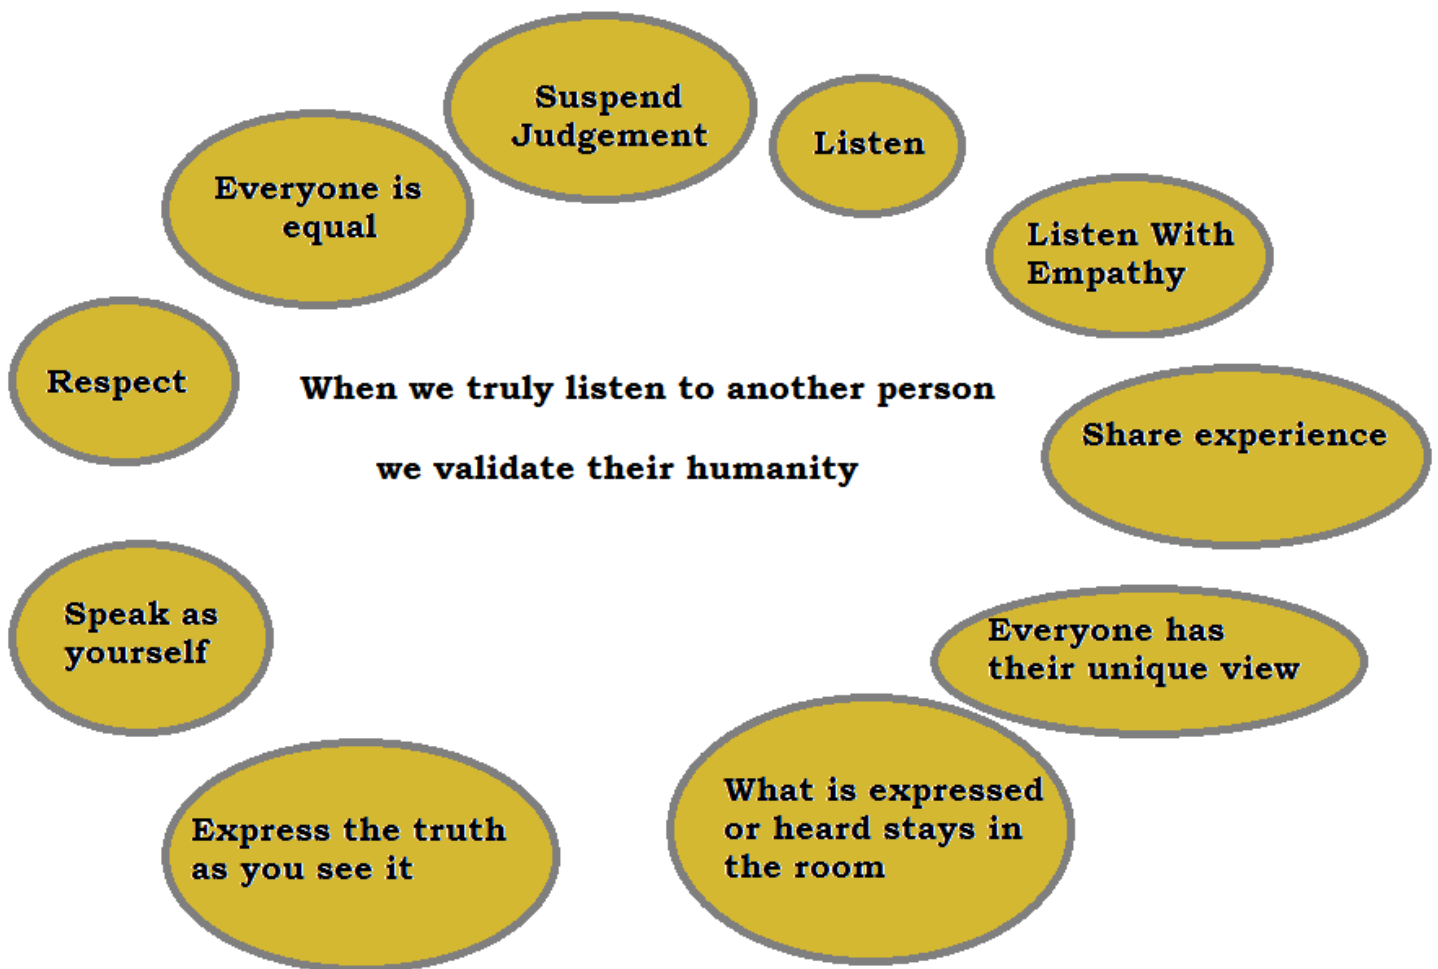 Suspend
Judgement
Listen
Everyone is
equal
Listen With
Empathy
Respect
When we truly listen to another person
we validate their humanity
Share experience
Speak as
yourself
Everyone has
their unique view
What is expressed
or heard stays in
the room
Express the truth
as you see it